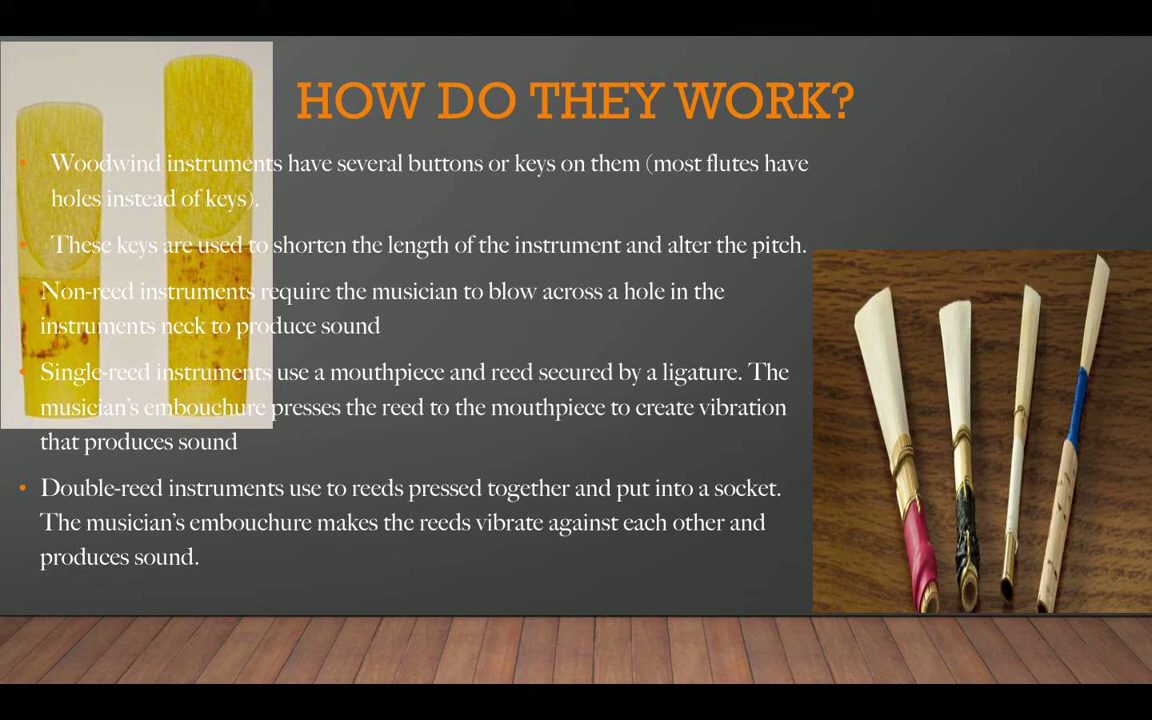 HOW DO THEY WORK?
• Woodwind instruments have several buttons or keys on them (most flutes have
holes instead of keys).
• These keys are used to shorten the length of the instrument and alter the pitch.
• Non-reed instruments require the musician to blow across a hole in the
instruments neck to produce sound
• Single-reed instruments use a mouthpiece and reed secured by a ligature. The
musician's embouchure presses the reed to the mouthpiece to create vibration
that produces sound
• Double-reed instruments use to reeds pressed together and put into a socket.
The musician's embouchure makes the reeds vibrate against each other and
produces sound.